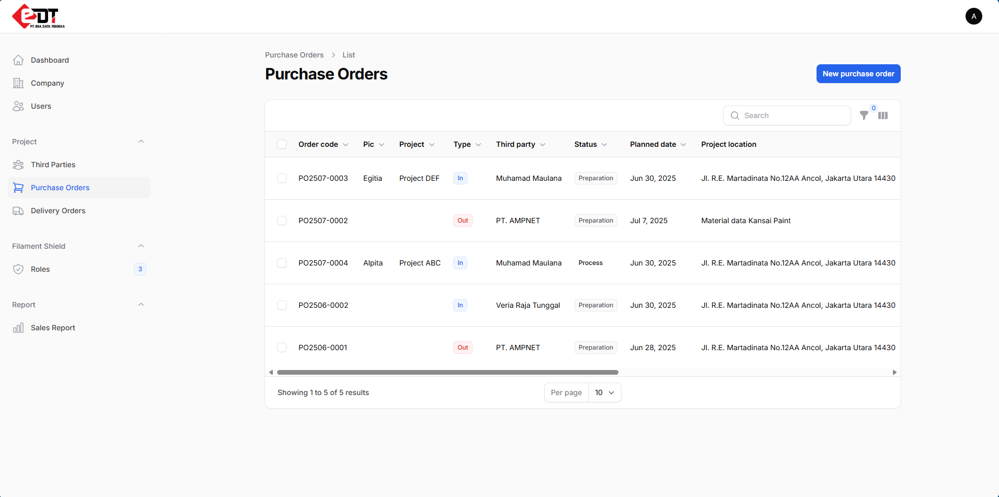 eDT
PT. ESA DATA TEKNIKA
A
Dashboard
Company
Users
Project
Third Parties
Purchase Orders
Delivery Orders
Filament Shield
Roles 3
Report
Sales Report
Purchase Orders > List
Purchase Orders
New purchase order
Search 0
Order code Pic Project Type Third party Status Planned date Project location
PO2507-0003 Egitia Project DEF In Muhamad Maulana Preparation Jun 30, 2025 Jl. R.E. Martadinata No.12AA Ancol, Jakarta Utara 14430
PO2507-0002 Out PT. AMPNET Preparation Jul 7, 2025 Material data Kansai Paint
PO2507-0004 Alpita Project ABC In Muhamad Maulana Process Jun 30, 2025 Jl. R.E. Martadinata No.12AA Ancol, Jakarta Utara 14430
PO2506-0002 In Veria Raja Tunggal Preparation Jun 30, 2025 Jl. R.E. Martadinata No.12AA Ancol, Jakarta Utara 14430
PO2506-0001 Out PT. AMPNET Preparation Jun 28, 2025 Jl. R.E. Martadinata No.12AA Ancol, Jakarta Utara 14430
Showing 1 to 5 of 5 results
Per page 10